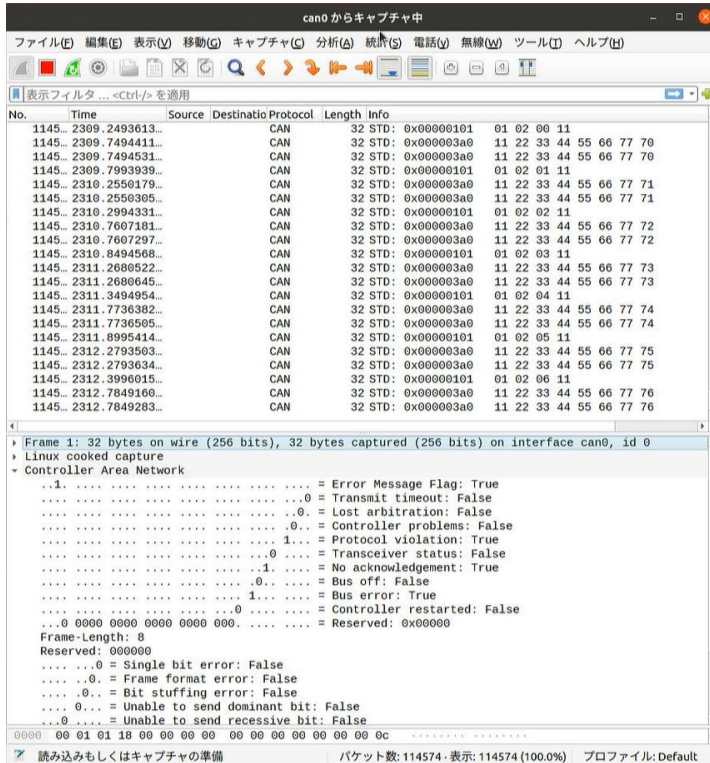 can0 からキャプチャ中
ファイル(F) 編集(E) 表示(V) 移動(G) キャプチャ(C) 分析(A) 統計(S) 電話(y) 無線(W) ツール(T) ヘルプ(H)
表示フィルタ ... <Ctrl-/> を適用
No. Time Source Destinatio Protocol Length Info
1145… 2309.2493613… CAN 32 STD: 0x00000101 01 02 00 11
1145… 2309.7494411… CAN 32 STD: 0x000003a0 11 22 33 44 55 66 77 70
1145… 2309.7494531… CAN 32 STD: 0x000003a0 11 22 33 44 55 66 77 70
1145… 2309.7993939… CAN 32 STD: 0x00000101 01 02 01 11
1145… 2310.2550179… CAN 32 STD: 0x000003a0 11 22 33 44 55 66 77 71
1145… 2310.2550305… CAN 32 STD: 0x000003a0 11 22 33 44 55 66 77 71
1145… 2310.2994331… CAN 32 STD: 0x00000101 01 02 02 11
1145… 2310.7607181… CAN 32 STD: 0x000003a0 11 22 33 44 55 66 77 72
1145… 2310.7607297… CAN 32 STD: 0x000003a0 11 22 33 44 55 66 77 72
1145… 2310.8494568… CAN 32 STD: 0x00000101 01 02 03 11
1145… 2311.2680522… CAN 32 STD: 0x000003a0 11 22 33 44 55 66 77 73
1145… 2311.2680645… CAN 32 STD: 0x000003a0 11 22 33 44 55 66 77 73
1145… 2311.3494954… CAN 32 STD: 0x00000101 01 02 04 11
1145… 2311.7736382… CAN 32 STD: 0x000003a0 11 22 33 44 55 66 77 74
1145… 2311.7736505… CAN 32 STD: 0x000003a0 11 22 33 44 55 66 77 74
1145… 2311.8995414… CAN 32 STD: 0x00000101 01 02 05 11
1145… 2312.2793503… CAN 32 STD: 0x000003a0 11 22 33 44 55 66 77 75
1145… 2312.2793634… CAN 32 STD: 0x000003a0 11 22 33 44 55 66 77 75
1145… 2312.3996015… CAN 32 STD: 0x00000101 01 02 06 11
1145… 2312.7849160… CAN 32 STD: 0x000003a0 11 22 33 44 55 66 77 76
1145… 2312.7849283… CAN 32 STD: 0x000003a0 11 22 33 44 55 66 77 76
Frame 1: 32 bytes on wire (256 bits), 32 bytes captured (256 bits) on interface can0, id 0
Linux cooked capture
Controller Area Network
..1. .... .... .... .... .... .... .... = Error Message Flag: True
.... .... .... .... .... .... .... ...0 = Transmit timeout: False
.... .... .... .... .... .... .... ..0. = Lost arbitration: False
.... .... .... .... .... .... .... .0.. = Controller problems: False
.... .... .... .... .... .... .... 1... = Protocol violation: True
.... .... .... .... .... .... ...0 .... = Transceiver status: False
.... .... .... .... .... .... ..1. .... = No acknowledgement: True
.... .... .... .... .... .... .0.. .... = Bus off: False
.... .... .... .... .... .... 1... .... = Bus error: True
.... .... .... .... .... ...0 .... .... = Controller restarted: False
...0 0000 0000 0000 0000 000. .... .... = Reserved: 0x00000
Frame-Length: 8
Reserved: 000000
.... ...0 = Single bit error: False
.... ..0. = Frame format error: False
.... .0.. = Bit stuffing error: False
.... 0... = Unable to send dominant bit: False
...0 .... = Unable to send recessive bit: False
0000 00 01 01 18 00 00 00 00 00 00 00 00 00 00 00 0c ........ ........
読み込みもしくはキャプチャの準備 パケット数: 114574 · 表示: 114574 (100.0%) プロファイル: Default